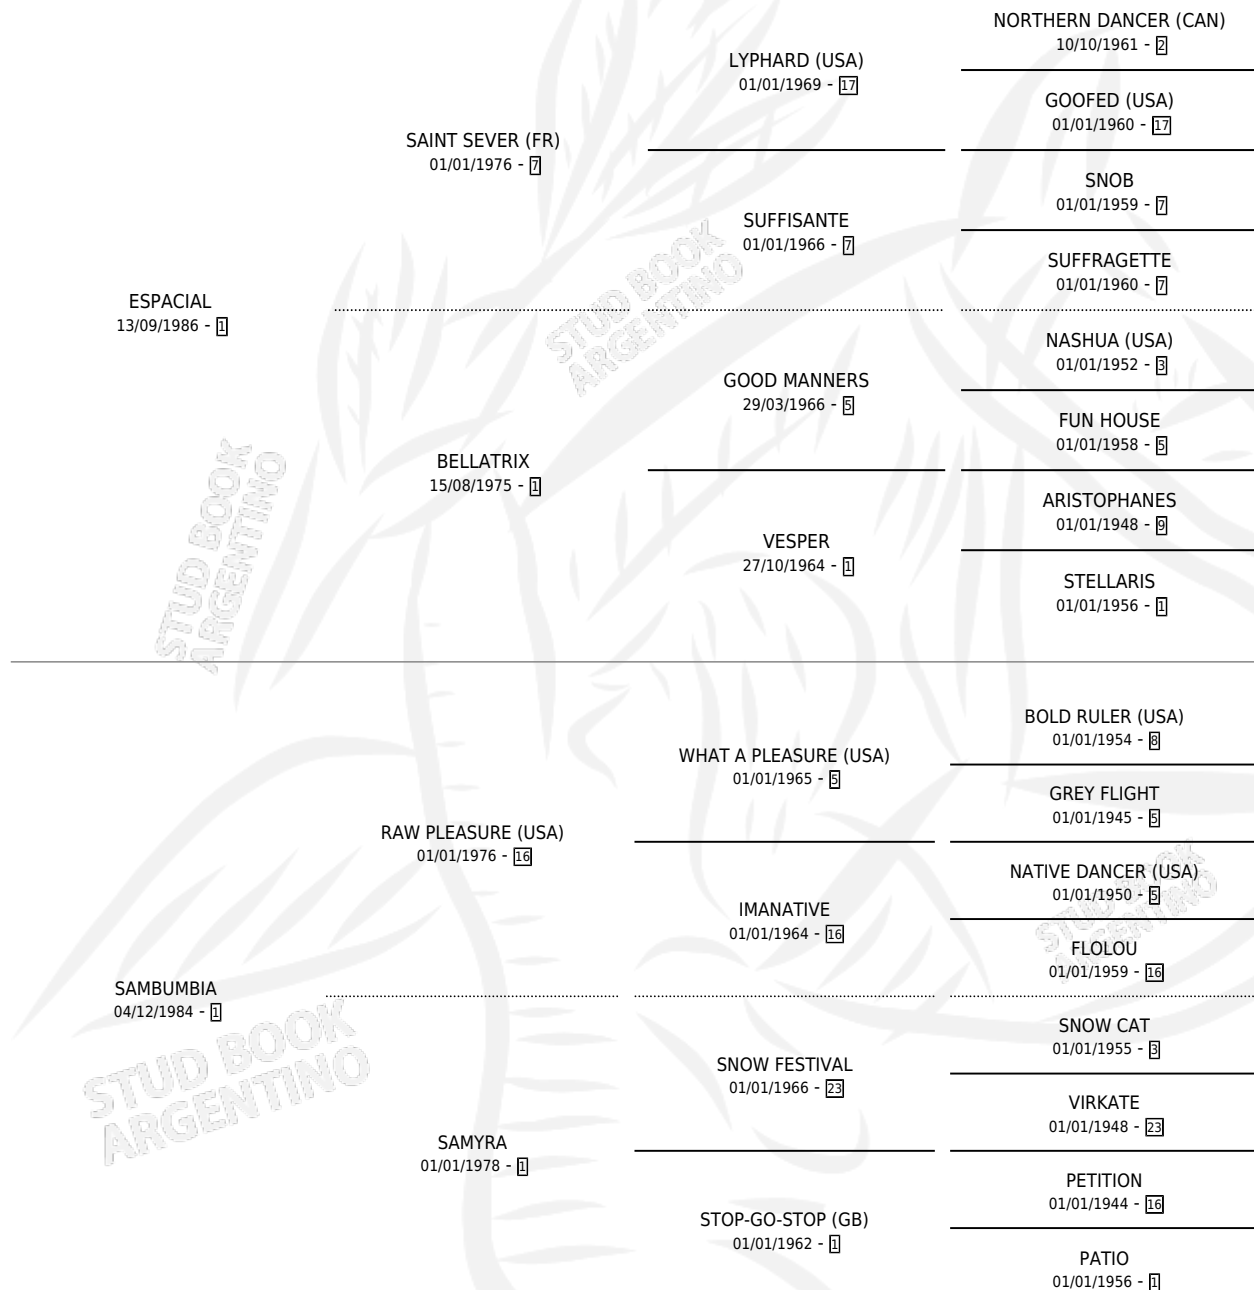 NORTHERN DANCER (CAN)
10/10/1961 - 2
LYPHARD (USA)
01/01/1969 - 17
GOOFED (USA)
01/01/1960 - 17
SAINT SEVER (FR)
01/01/1976 - 7
SNOB
01/01/1959 - 7
SUFFISANTE
01/01/1966 - 7
SUFFRAGETTE
01/01/1960 - 7
ESPACIAL
13/09/1986 - 1
NASHUA (USA)
01/01/1952 - 3
GOOD MANNERS
29/03/1966 - 5
FUN HOUSE
01/01/1958 - 5
BELLATRIX
15/08/1975 - 1
ARISTOPHANES
01/01/1948 - 9
VESPER
27/10/1964 - 1
STELLARIS
01/01/1956 - 1
STUD BOOK
ARGENTINO
STUD BOOK
ARGENTINO
BOLD RULER (USA)
01/01/1954 - 8
WHAT A PLEASURE (USA)
01/01/1965 - 5
GREY FLIGHT
01/01/1945 - 5
RAW PLEASURE (USA)
01/01/1976 - 16
NATIVE DANCER (USA)
01/01/1950 - 5
IMANATIVE
01/01/1964 - 16
FLOLOU
01/01/1959 - 16
STUD BOOK
ARGENTINO
SAMBUMBIA
04/12/1984 - 1
SNOW CAT
01/01/1955 - 3
SNOW FESTIVAL
01/01/1966 - 23
VIRKATE
01/01/1948 - 23
STUD BOOK
ARGENTINO
SAMYRA
01/01/1978 - 1
PETITION
01/01/1944 - 16
STOP-GO-STOP (GB)
01/01/1962 - 1
PATIO
01/01/1956 - 1